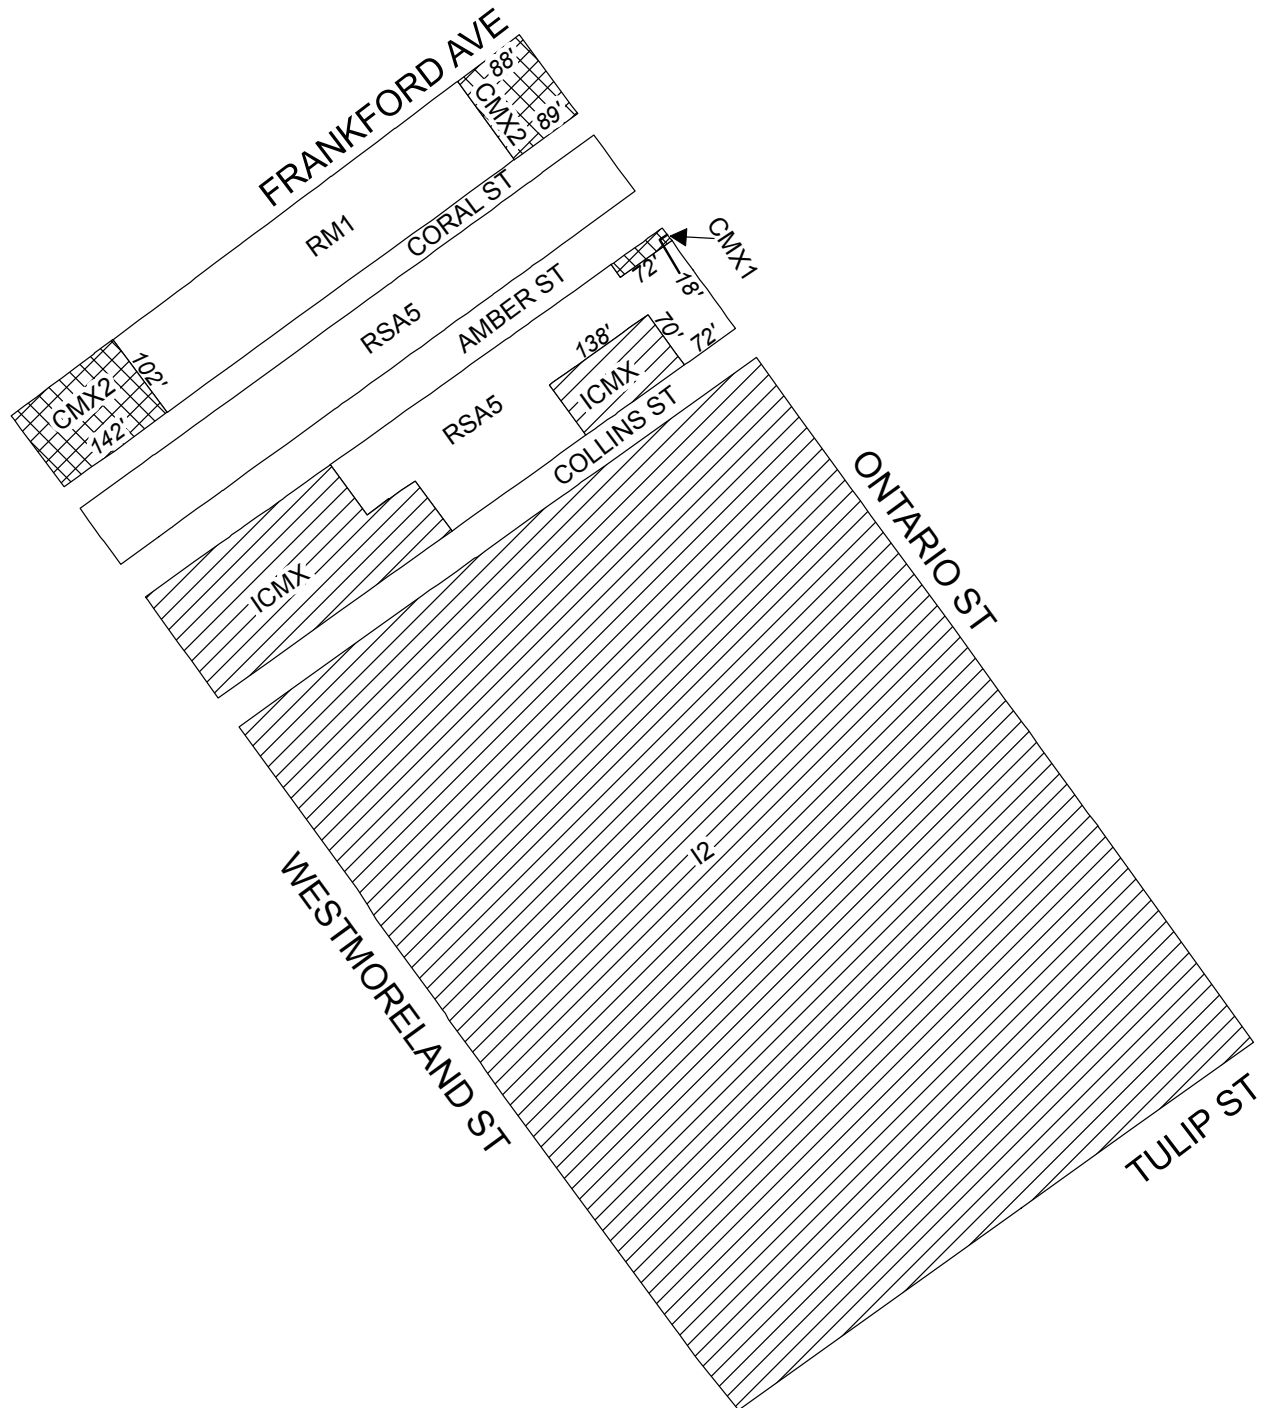 FRANKFORD AVE
88'
CMX2
89'
RM1
CORAL ST
CMX1
72'
18'
RSA5
AMBER ST
102'
CMX2
142'
138'
70'
72'
ICMX
RSA5
COLLINS ST
ONTARIO ST
ICMX
I2
WESTMORELAND ST
TULIP ST